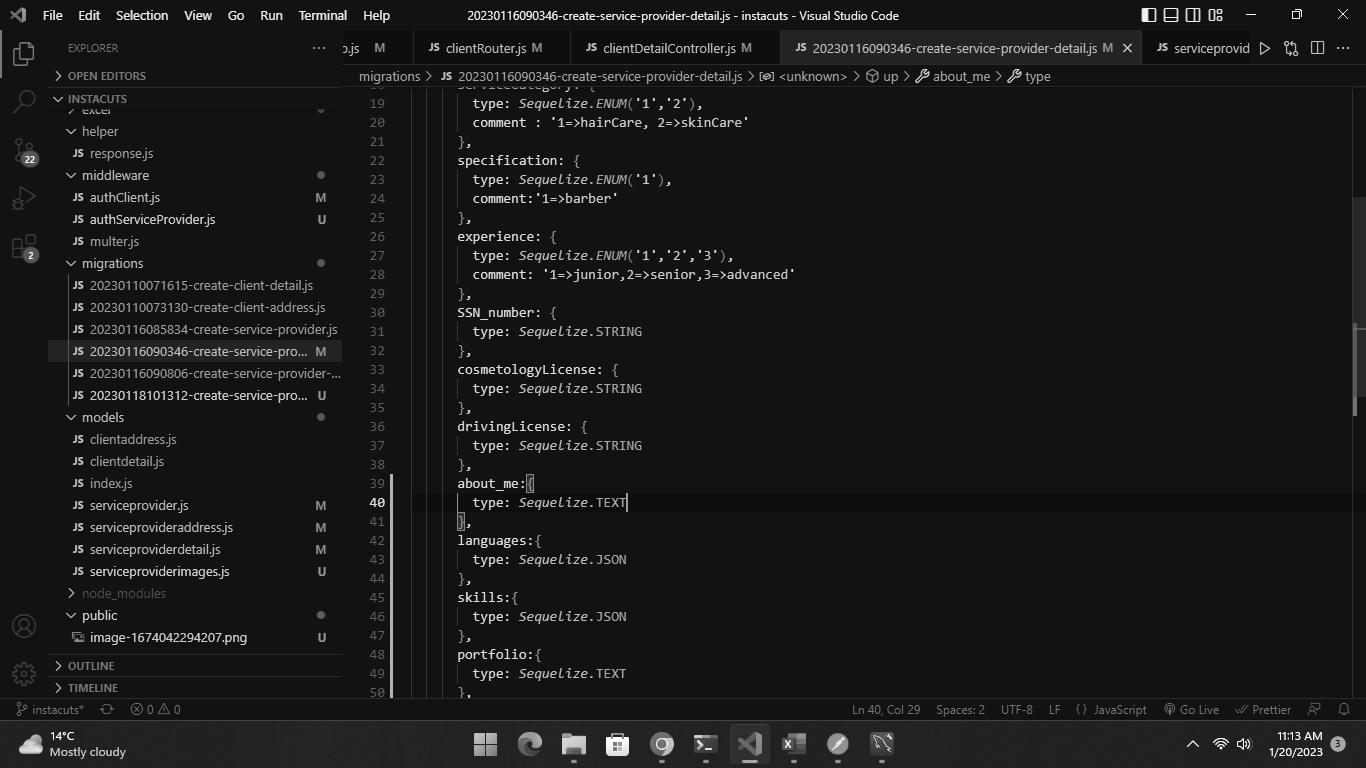 File Edit Selection View Go Run Terminal Help
20230116090346-create-service-provider-detail.js - instacuts - Visual Studio Code
EXPLORER
OPEN EDITORS
INSTACUTS
excel
helper
JS response.js
middleware
JS authClient.js M
JS authServiceProvider.js U
JS multer.js
migrations
JS 20230110071615-create-client-detail.js
JS 20230110073130-create-client-address.js
JS 20230116085834-create-service-provider.js
JS 20230116090346-create-service-pro... M
JS 20230116090806-create-service-provider-...
JS 20230118101312-create-service-pro... U
models
JS clientaddress.js
JS clientdetail.js
JS index.js
JS serviceprovider.js M
JS serviceprovideraddress.js M
JS serviceproviderdetail.js M
JS serviceproviderimages.js U
node_modules
public
image-1674042294207.png U
OUTLINE
TIMELINE
22
2
o.js M
JS clientRouter.js M
JS clientDetailController.js M
JS 20230116090346-create-service-provider-detail.js M
JS serviceprovid
migrations > JS 20230116090346-create-service-provider-detail.js > <unknown> > up > about_me > type
18 serviceCategory: {
19 type: Sequelize.ENUM('1','2'),
20 comment : '1=>hairCare, 2=>skinCare'
21 },
22 specification: {
23 type: Sequelize.ENUM('1'),
24 comment:'1=>barber'
25 },
26 experience: {
27 type: Sequelize.ENUM('1','2','3'),
28 comment: '1=>junior,2=>senior,3=>advanced'
29 },
30 SSN_number: {
31 type: Sequelize.STRING
32 },
33 cosmetologyLicense: {
34 type: Sequelize.STRING
35 },
36 drivingLicense: {
37 type: Sequelize.STRING
38 },
39 about_me:{
40 type: Sequelize.TEXT
41 },
42 languages:{
43 type: Sequelize.JSON
44 },
45 skills:{
46 type: Sequelize.JSON
47 },
48 portfolio:{
49 type: Sequelize.TEXT
50 },
instacuts* 0 0 Ln 40, Col 29 Spaces: 2 UTF-8 LF {} JavaScript Go Live Prettier
14°C
Mostly cloudy
11:13 AM
1/20/2023
3